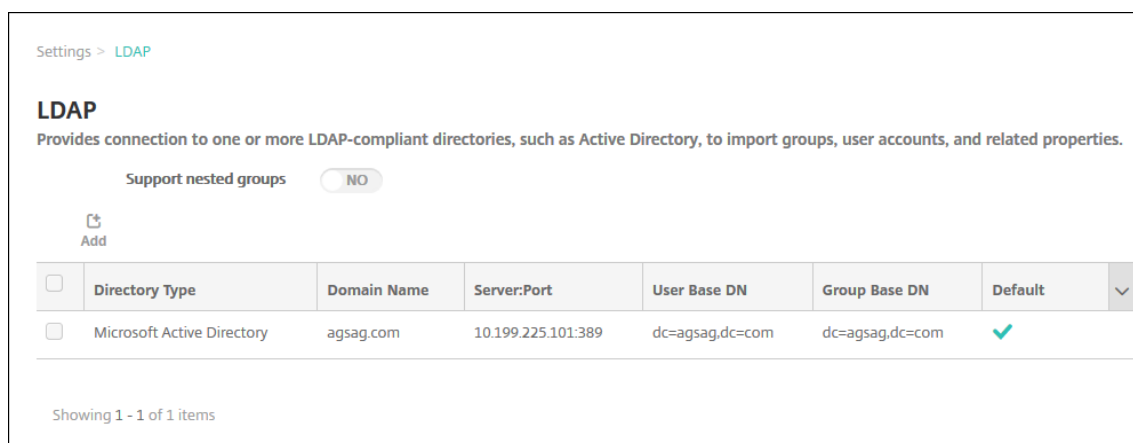 Settings > LDAP
LDAP
Provides connection to one or more LDAP-compliant directories, such as Active Directory, to import groups, user accounts, and related properties.
Support nested groups NO
Add
Directory Type Domain Name Server:Port User Base DN Group Base DN Default
Microsoft Active Directory agsag.com 10.199.225.101:389 dc=agsag,dc=com dc=agsag,dc=com
Showing 1 - 1 of 1 items